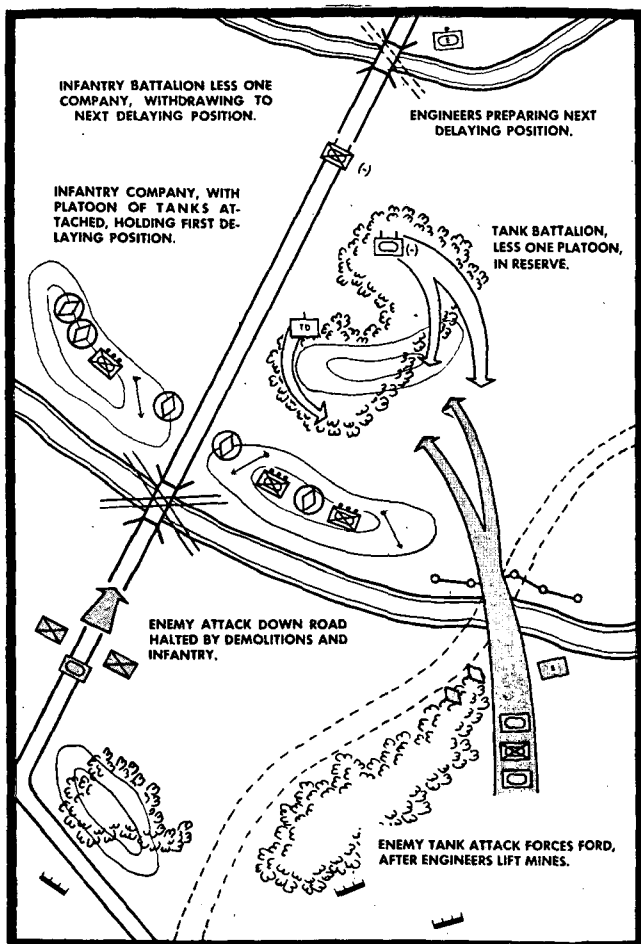 INFANTRY BATTALION LESS ONE
COMPANY, WITHDRAWING TO
NEXT DELAYING POSITION.
ENGINEERS PREPARING NEXT
DELAYING POSITION.
(-)
INFANTRY COMPANY, WITH
PLATOON OF TANKS AT-
TACHED, HOLDING FIRST DE-
LAYING POSITION.
TANK BATTALION,
LESS ONE PLATOON,
IN RESERVE.
(-)
TD
ENEMY ATTACK DOWN ROAD
HALTED BY DEMOLITIONS AND
INFANTRY.
ENEMY TANK ATTACK FORCES FORD,
AFTER ENGINEERS LIFT MINES.